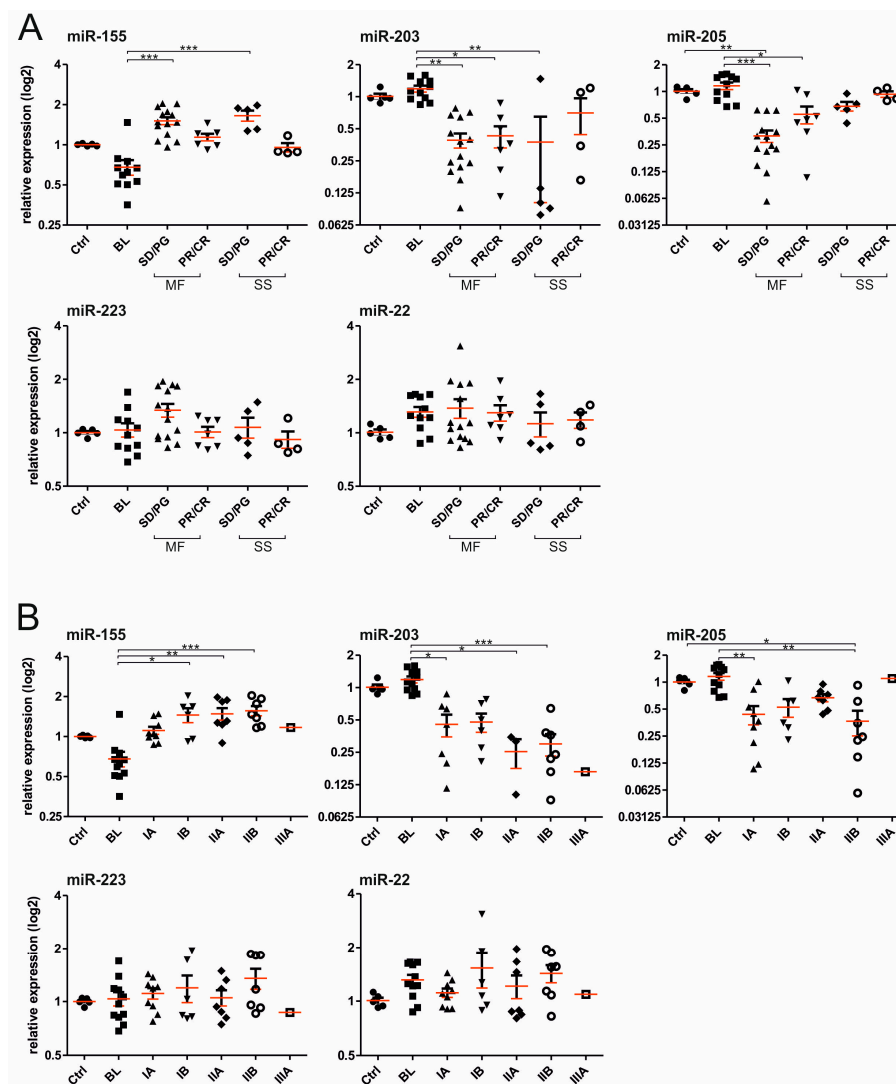 A
miR-155
miR-203
miR-205
relative expression (log2)
4
2
1
0.5
0.25
***
***
Ctrl
BL
SD/PG
PR/CR
SD/PG
PR/CR
MF
SS
2
1
0.5
0.25
0.125
0.0625
**
*
**
Ctrl
BL
SD/PG
PR/CR
SD/PG
PR/CR
MF
SS
2
1
0.5
0.25
0.125
0.0625
0.03125
**
*
***
Ctrl
BL
SD/PG
PR/CR
SD/PG
PR/CR
MF
SS
miR-223
miR-22
relative expression (log2)
4
2
1
0.5
Ctrl
BL
SD/PG
PR/CR
SD/PG
PR/CR
MF
SS
4
2
1
0.5
Ctrl
BL
SD/PG
PR/CR
SD/PG
PR/CR
MF
SS
B
miR-155
miR-203
miR-205
relative expression (log2)
4
2
1
0.5
0.25
***
**
*
Ctrl
BL
IA
IB
IIA
IIB
IIIA
2
1
0.5
0.25
0.125
0.0625
***
*
*
Ctrl
BL
IA
IB
IIA
IIB
IIIA
2
1
0.5
0.25
0.125
0.0625
0.03125
*
**
**
Ctrl
BL
IA
IB
IIA
IIB
IIIA
miR-223
miR-22
relative expression (log2)
4
2
1
0.5
Ctrl
BL
IA
IB
IIA
IIB
IIIA
4
2
1
0.5
Ctrl
BL
IA
IB
IIA
IIB
IIIA